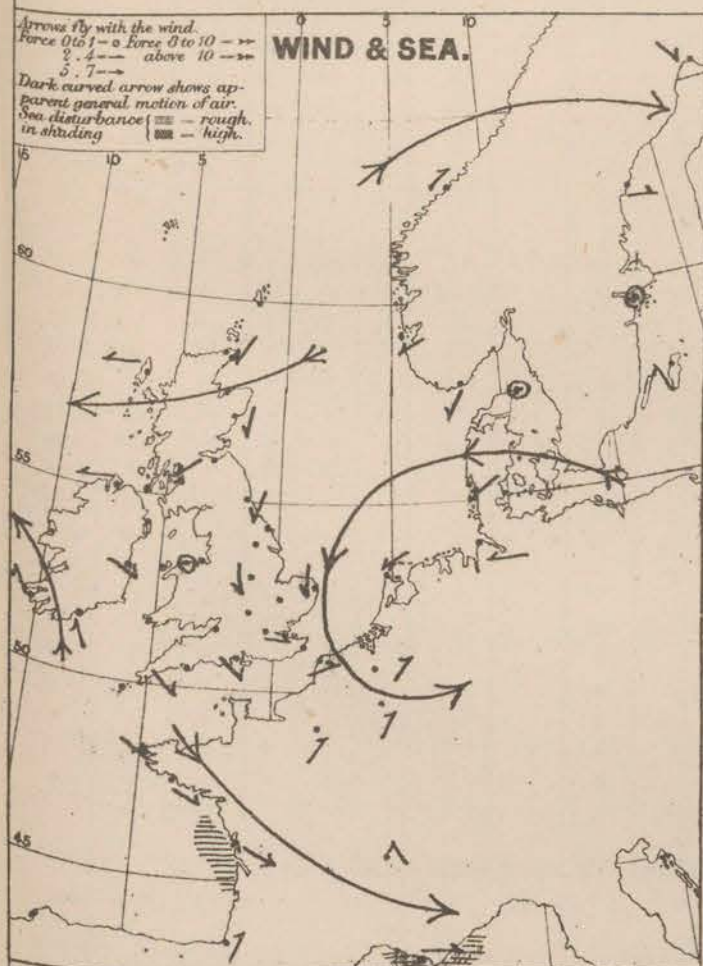 Arrows fly with the wind.
Force 0 to 1 – o Force 8 to 10 –
2 . 4 – above 10 –
5 . 7 –
Dark curved arrow shows ap-
parent general motion of air.
Sea disturbance { – rough.
in shading { – high.
WIND & SEA.
0 5 10
15 10 5
60
55
50
45